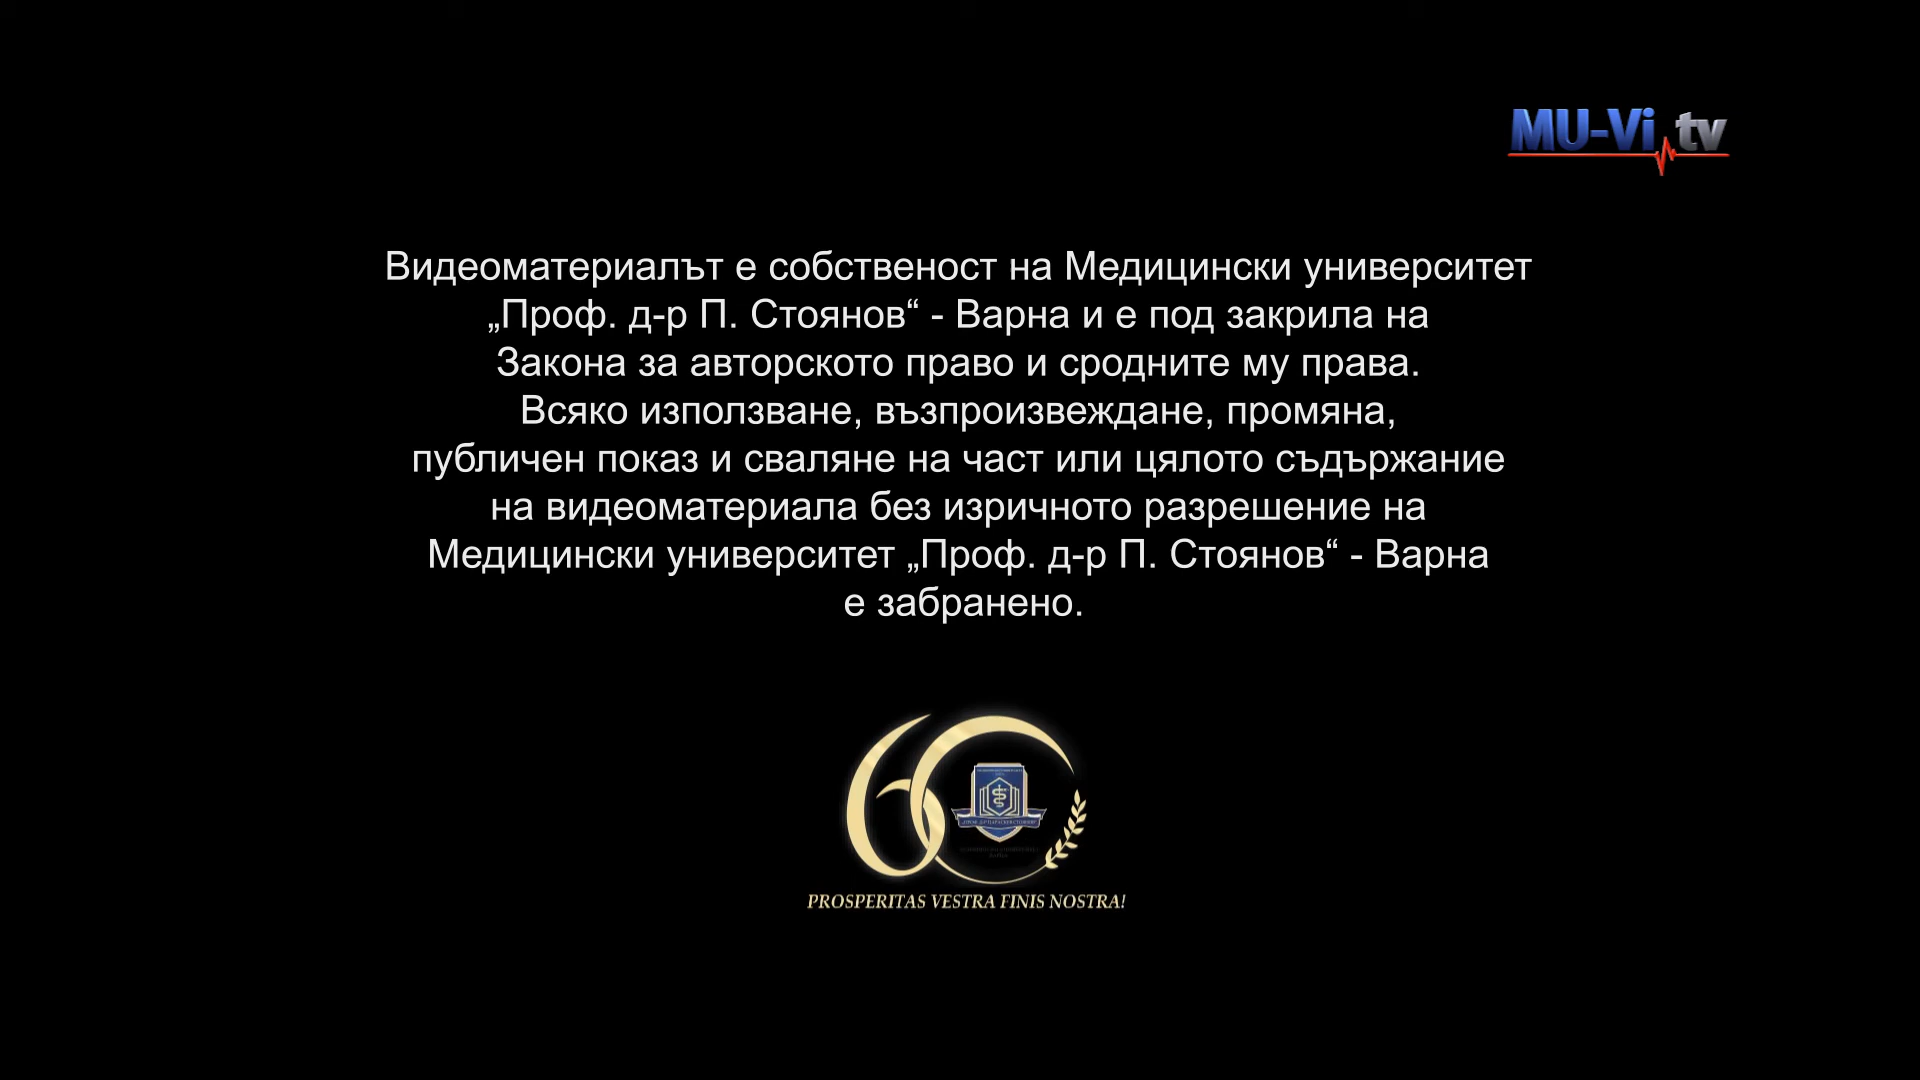 MU-Vi.tv
Видеоматериалът е собственост на Медицински университет
„Проф. д-р П. Стоянов“ - Варна и е под закрила на
Закона за авторското право и сродните му права.
Всяко използване, възпроизвеждане, промяна,
публичен показ и сваляне на част или цялото съдържание
на видеоматериала без изричното разрешение на
Медицински университет „Проф. д-р П. Стоянов“ - Варна
е забранено.
60
PROSPERITAS VESTRA FINIS NOSTRA!